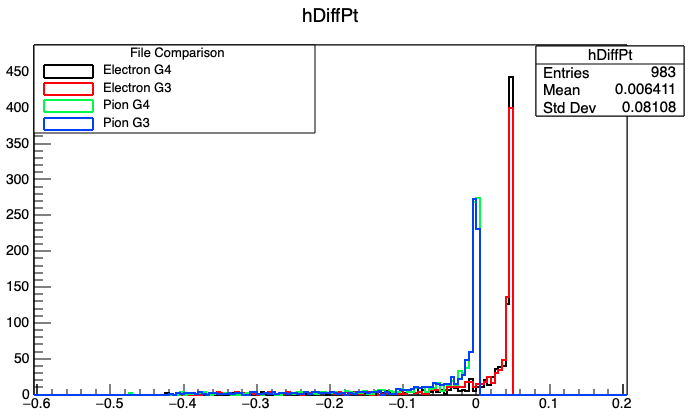 hDiffPt
File Comparison
Electron G4
Electron G3
Pion G4
Pion G3
hDiffPt
Entries 983
Mean 0.006411
Std Dev 0.08108
450
400
350
300
250
200
150
100
50
0
−0.6 −0.5 −0.4 −0.3 −0.2 −0.1 0 0.1 0.2